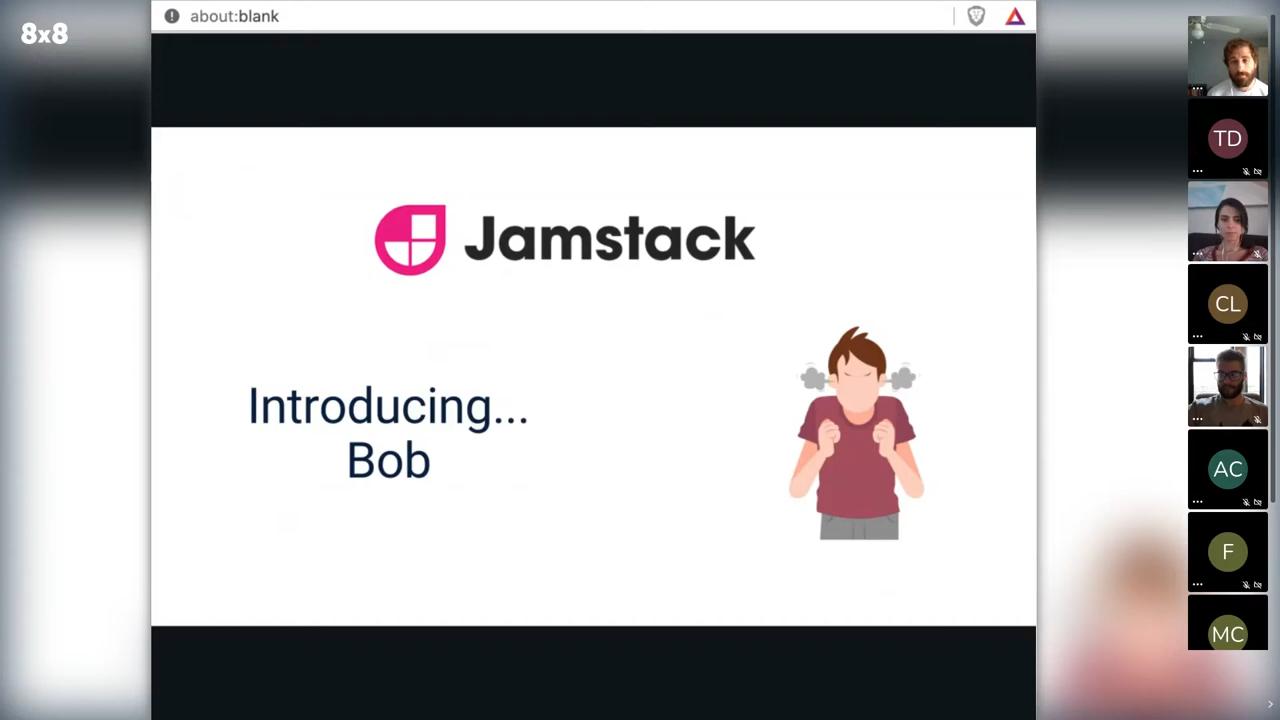 8x8
about:blank
Jamstack
Introducing...
Bob
TD
CL
AC
F
MC